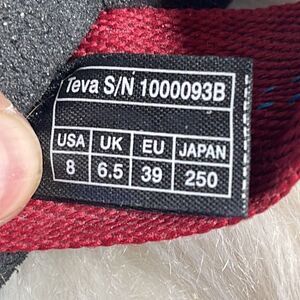 Teva S/N 1000093B
USA UK EU JAPAN
8 6.5 39 250